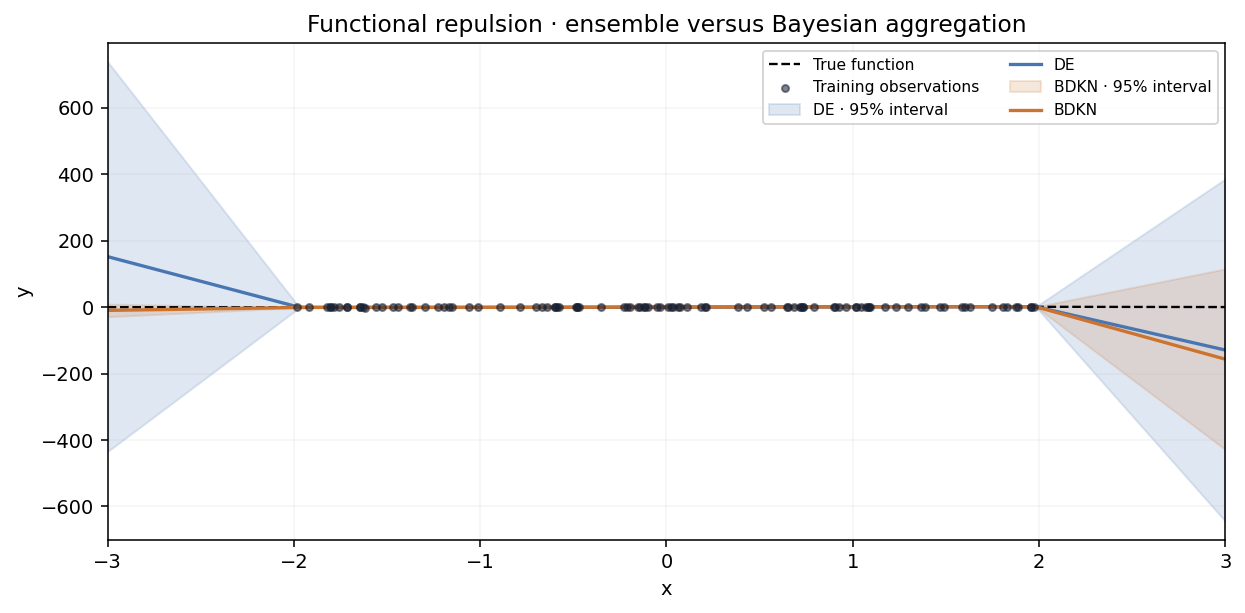 Functional repulsion · ensemble versus Bayesian aggregation
True function
Training observations
DE · 95% interval
DE
BDKN · 95% interval
BDKN
y
600
400
200
0
−200
−400
−600
−3
−2
−1
0
1
2
3
x